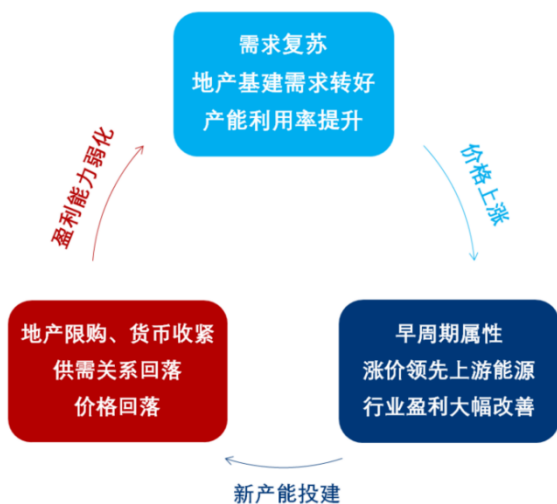 需求复苏
地产基建需求转好
产能利用率提升
盈利能力弱化
价格上涨
地产限购、货币收紧
供需关系回落
价格回落
早周期属性
涨价领先上游能源
行业盈利大幅改善
新产能投建